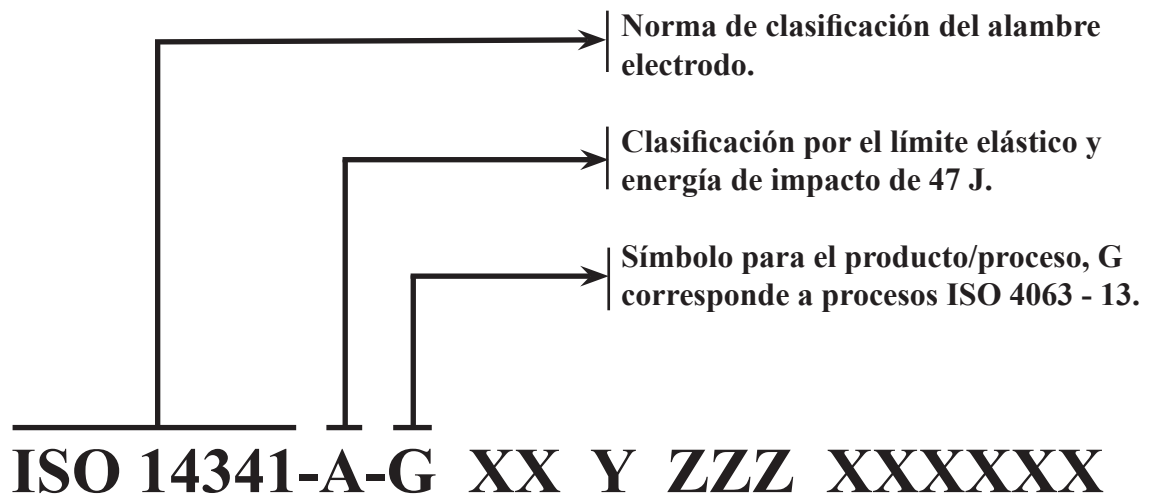 Norma de clasificación del alambre
electrodo.
Clasificación por el límite elástico y
energía de impacto de 47 J.
Símbolo para el producto/proceso, G
corresponde a procesos ISO 4063 - 13.
ISO 14341-A-G XX Y ZZZ XXXXXX